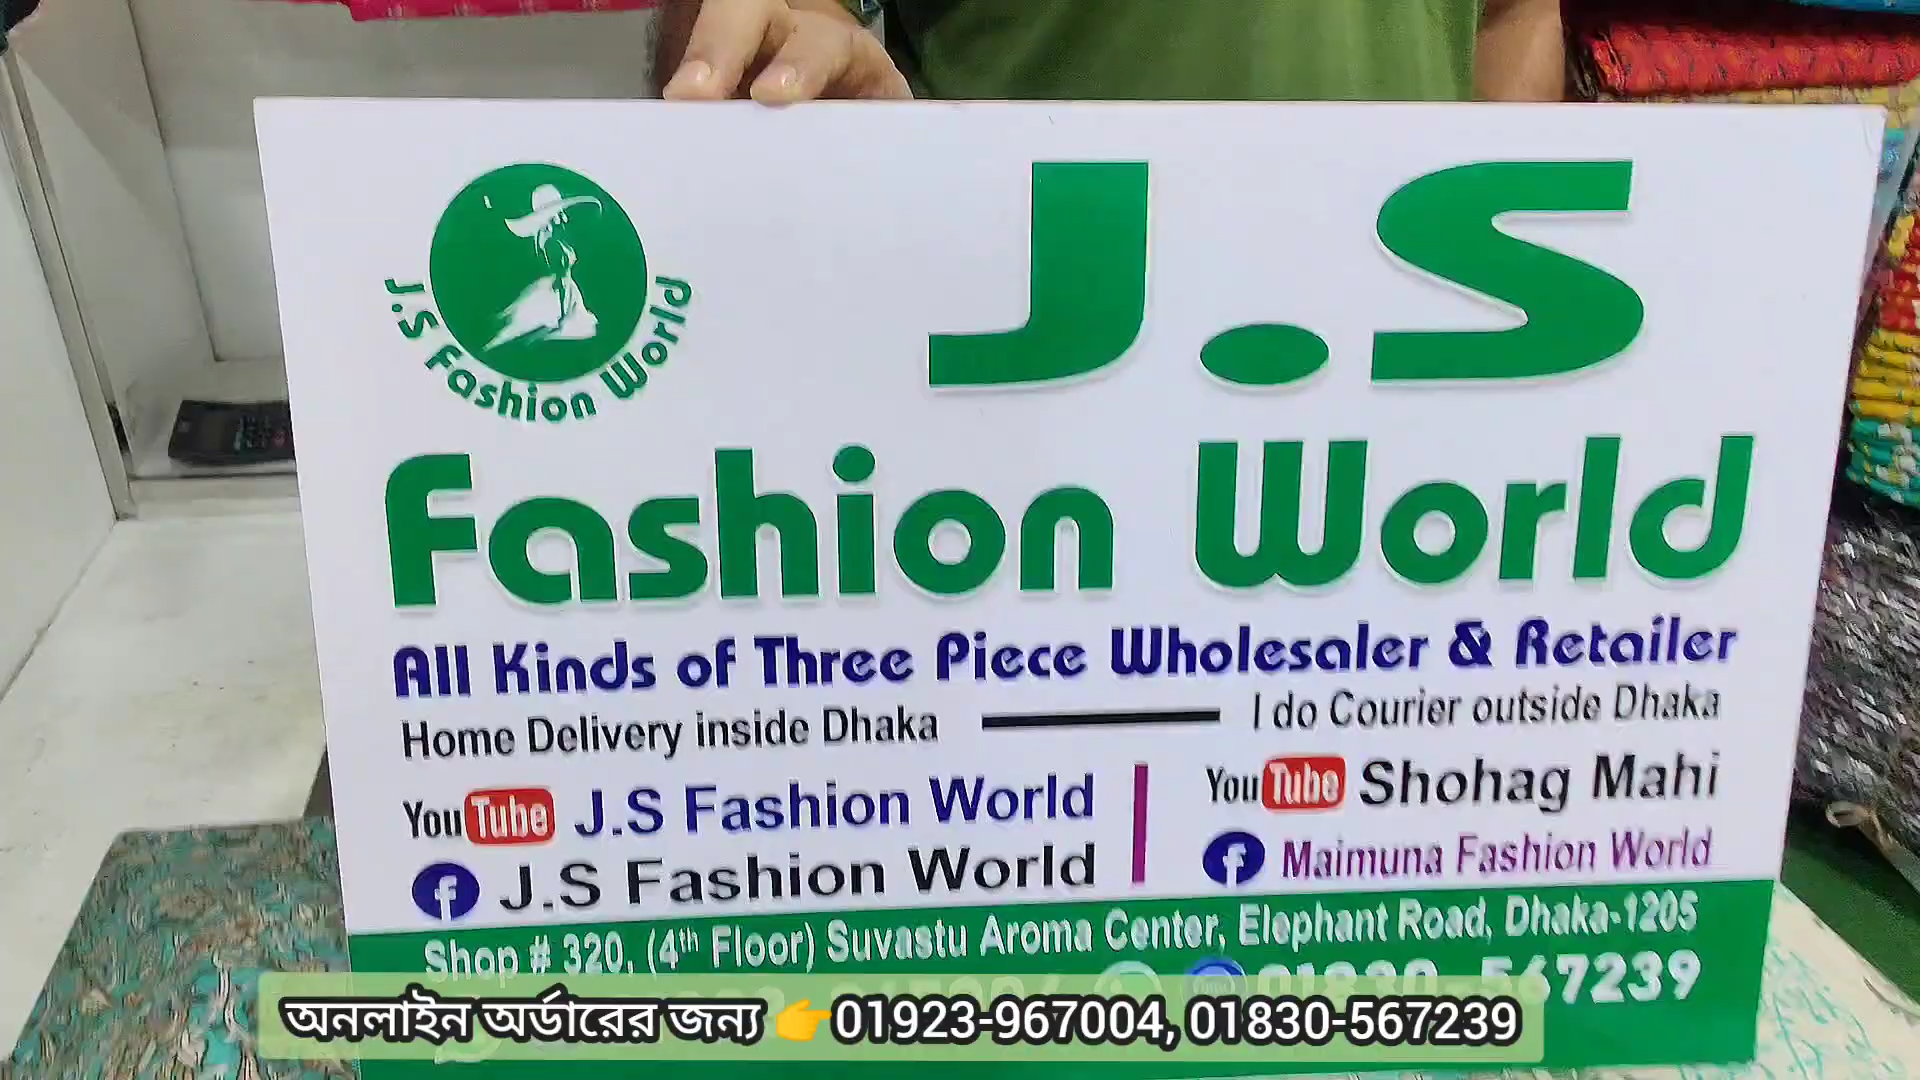 J.S
J.S Fashion World
Fashion World
All Kinds of Three Piece Wholesaler & Retailer
Home Delivery inside Dhaka I do Courier outside Dhaka
YouTube J.S Fashion World YouTube Shohag Mahi
J.S Fashion World Maimuna Fashion World
Shop # 320, (4th Floor) Suvastu Aroma Center, Elephant Road, Dhaka-1205
01830-567239
অনলাইন অর্ডারের জন্য 👉01923-967004, 01830-567239